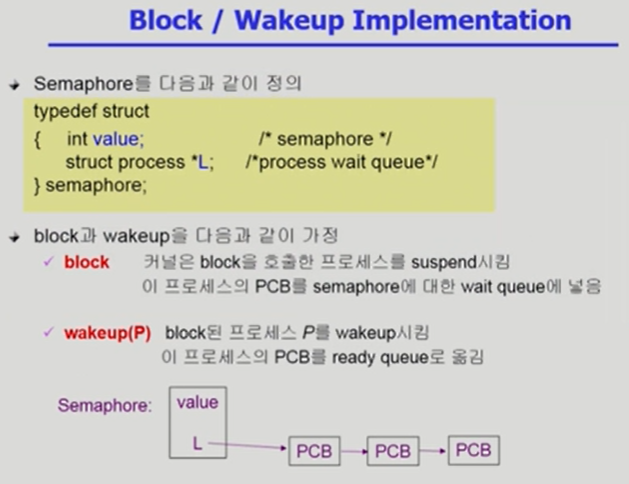 Block / Wakeup Implementation
Semaphore를 다음과 같이 정의
typedef struct
{ int value; /* semaphore */
struct process *L; /*process wait queue*/
} semaphore;
block과 wakeup을 다음과 같이 가정
block 커널은 block을 호출한 프로세스를 suspend시킴
이 프로세스의 PCB를 semaphore에 대한 wait queue에 넣음
wakeup(P) block된 프로세스 P를 wakeup시킴
이 프로세스의 PCB를 ready queue로 옮김
Semaphore: value
L PCB PCB PCB